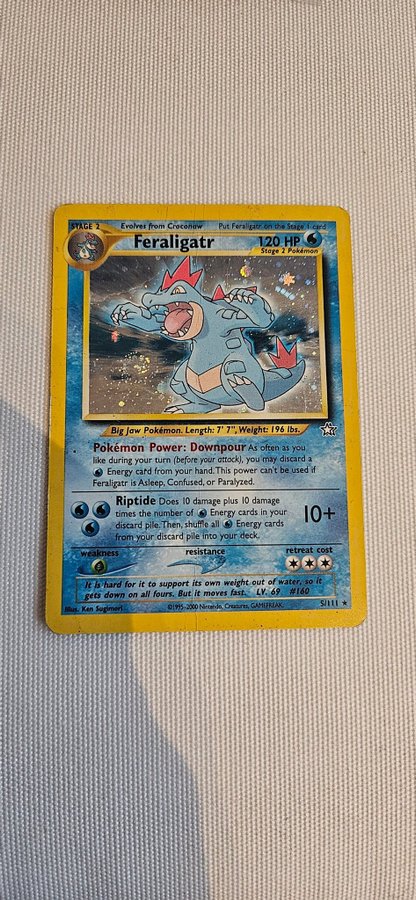 STAGE 2 Evolves from Croconaw Put Feraligatr on the Stage 1 card
Feraligatr 120 HP
Stage 2 Pokémon
Big Jaw Pokémon. Length: 7' 7", Weight: 196 lbs.
Pokémon Power: Downpour As often as you
like during your turn (before your attack), you may discard a
Energy card from your hand. This power can't be used if
Feraligatr is Asleep, Confused, or Paralyzed.
Riptide Does 10 damage plus 10 damage
times the number of Energy cards in your
discard pile. Then, shuffle all Energy cards
from your discard pile into your deck.
10+
weakness resistance retreat cost
It is hard for it to support its own weight out of water, so it
gets down on all fours. But it moves fast. LV. 69 #160
Illus. Ken Sugimori ©1995-2000 Nintendo, Creatures, GAMEFREAK. 5/111